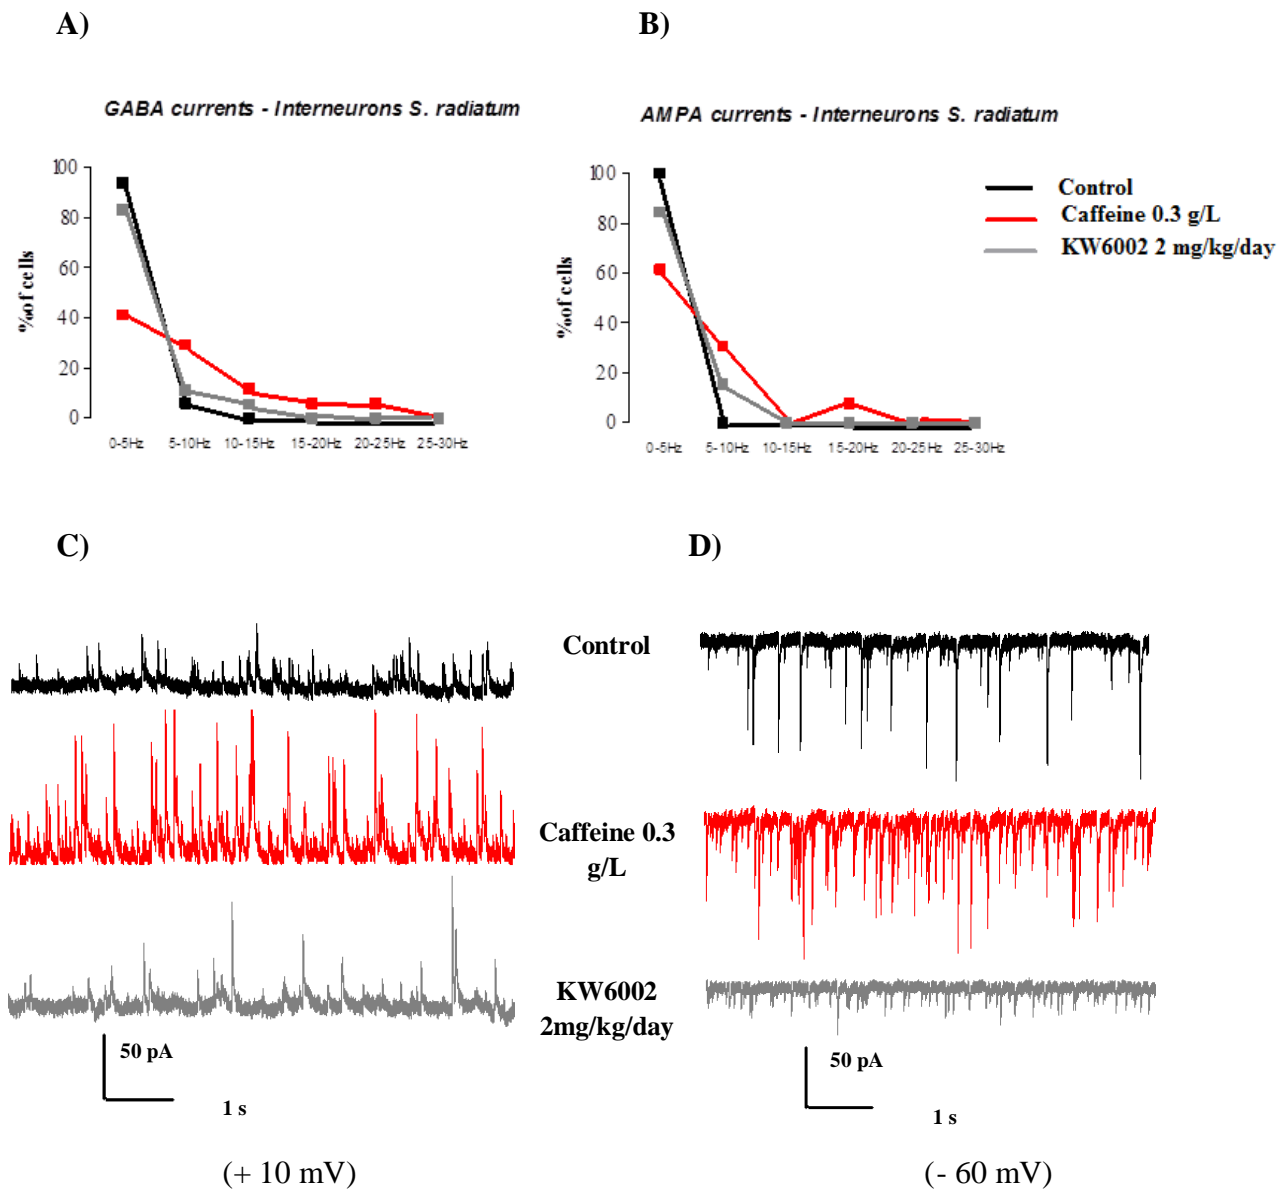 A)
B)
GABA currents - Interneurons S. radiatum
AMPA currents - Interneurons S. radiatum
100
80
60
40
20
0
%of cells
0-5Hz 5-10Hz 10-15Hz 15-20Hz 20-25Hz 25-30Hz
100
80
60
40
20
0
%of cells
0-5Hz 5-10Hz 10-15Hz 15-20Hz 20-25Hz 25-30Hz
Control
Caffeine 0.3 g/L
KW6002 2 mg/kg/day
C)
D)
Control
Caffeine 0.3
g/L
KW6002
2mg/kg/day
50 pA
1 s
50 pA
1 s
(+ 10 mV)
(- 60 mV)